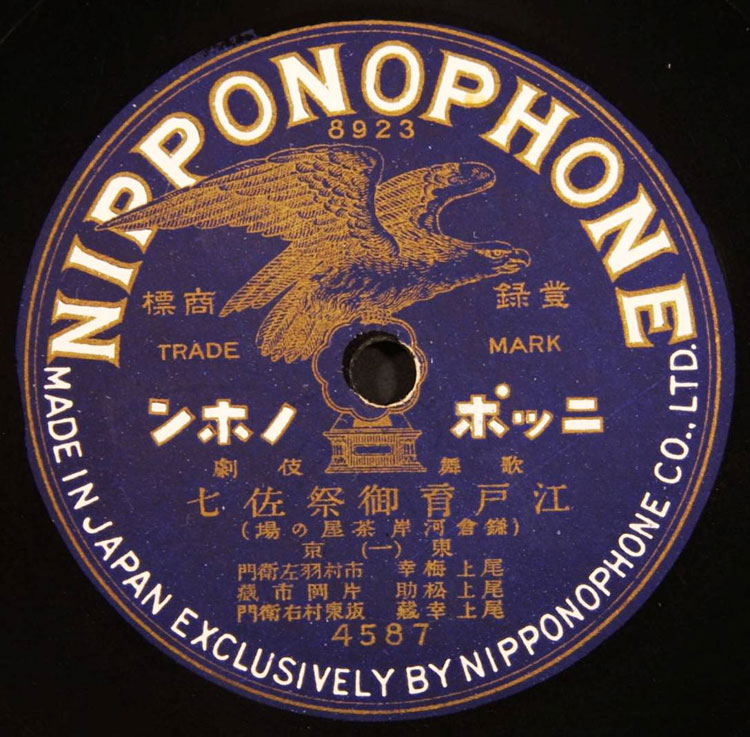 NIPPONOPHONE
8923
登録 商標
TRADE MARK
ニッポノホン
歌舞伎劇
江戸育御祭佐七
(鎌倉河岸茶屋の場)
東(一)京
尾上梅幸 市村羽左衛門
尾上松助 片岡市藏
尾上幸藏 坂東村右衛門
4587
MADE IN JAPAN EXCLUSIVELY BY NIPPONOPHONE CO., LTD.